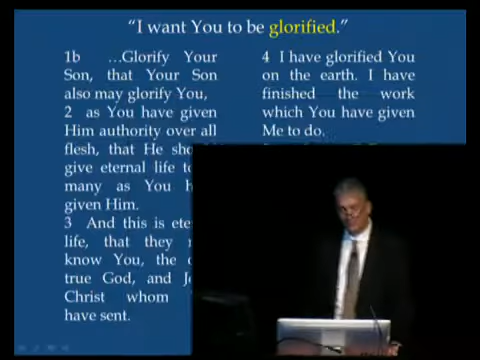 “I want You to be glorified.”
1b …Glorify Your
Son, that Your Son
also may glorify You,
2 as You have given
Him authority over all
flesh, that He
give eternal life
many as You
given Him.
3 And this is
life, that they
know You, the
true God, and
Christ whom
have sent.
4 I have glorified You
on the earth. I have
finished the work
which You have given
Me to do.